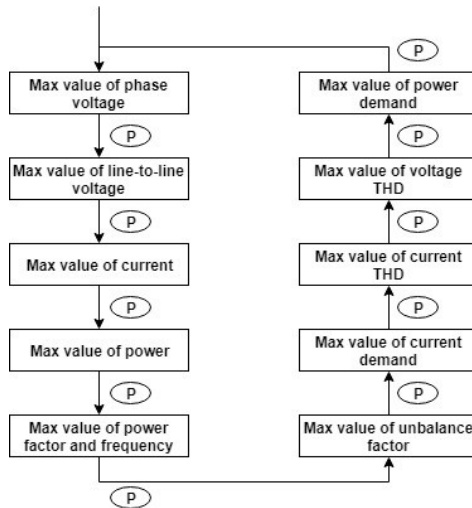 P
Max value of phase
voltage
Max value of power
demand
P
P
Max value of line-to-line
voltage
Max value of voltage
THD
P
P
Max value of current
Max value of current
THD
P
P
Max value of power
Max value of current
demand
P
P
Max value of power
factor and frequency
Max value of unbalance
factor
P